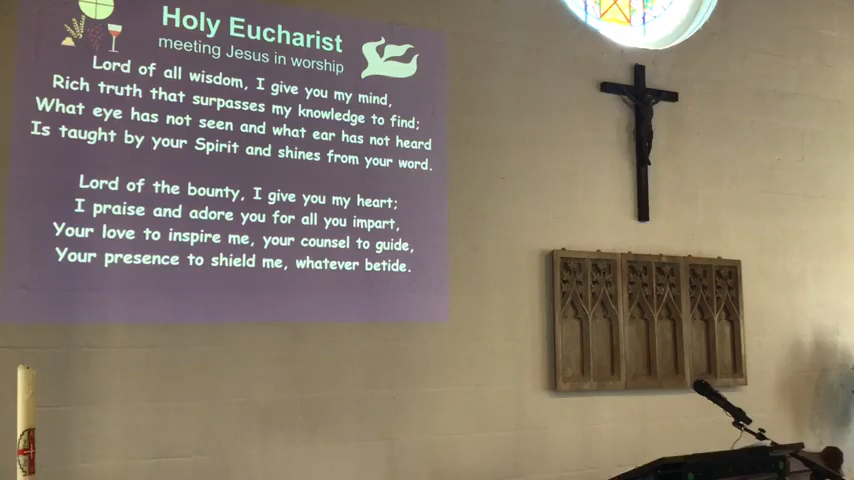 Holy Eucharist
meeting Jesus in worship
Lord of all wisdom, I give you my mind,
Rich truth that surpasses my knowledge to find;
What eye has not seen and what ear has not heard
Is taught by your Spirit and shines from your word.
Lord of the bounty, I give you my heart;
I praise and adore you for all you impart,
Your love to inspire me, your counsel to guide,
Your presence to shield me, whatever betide.